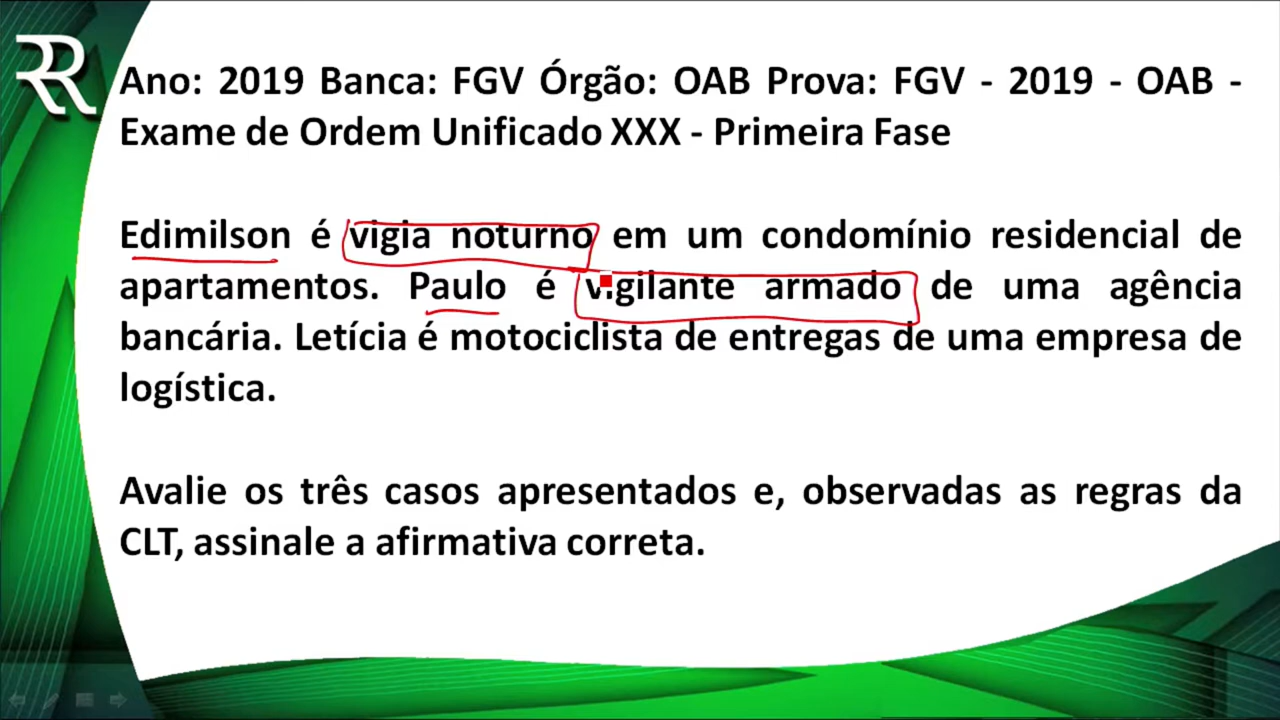 Ano: 2019 Banca: FGV Órgão: OAB Prova: FGV - 2019 - OAB -
Exame de Ordem Unificado XXX - Primeira Fase
Edimilson é vigia noturno em um condomínio residencial de
apartamentos. Paulo é vigilante armado de uma agência
bancária. Letícia é motociclista de entregas de uma empresa de
logística.
Avalie os três casos apresentados e, observadas as regras da
CLT, assinale a afirmativa correta.